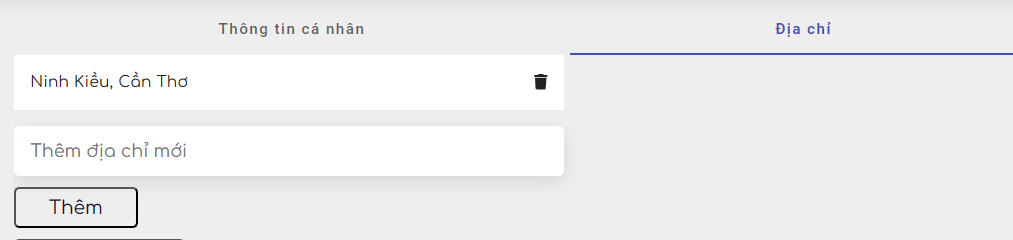 Thông tin cá nhân
Địa chỉ
Ninh Kiều, Cần Thơ
Thêm địa chỉ mới
Thêm